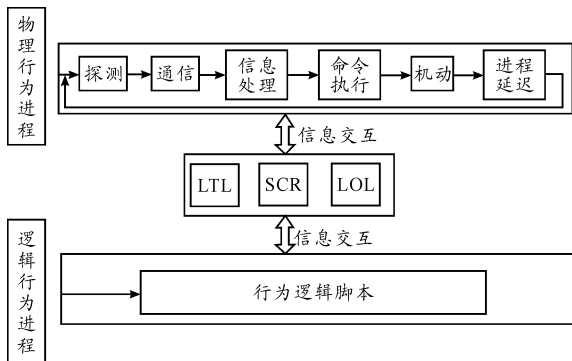 物理行为进程
探测
通信
信息
处理
命令
执行
机动
进程
延迟
信息交互
LTL
SCR
LOL
信息交互
逻辑行为进程
行为逻辑脚本